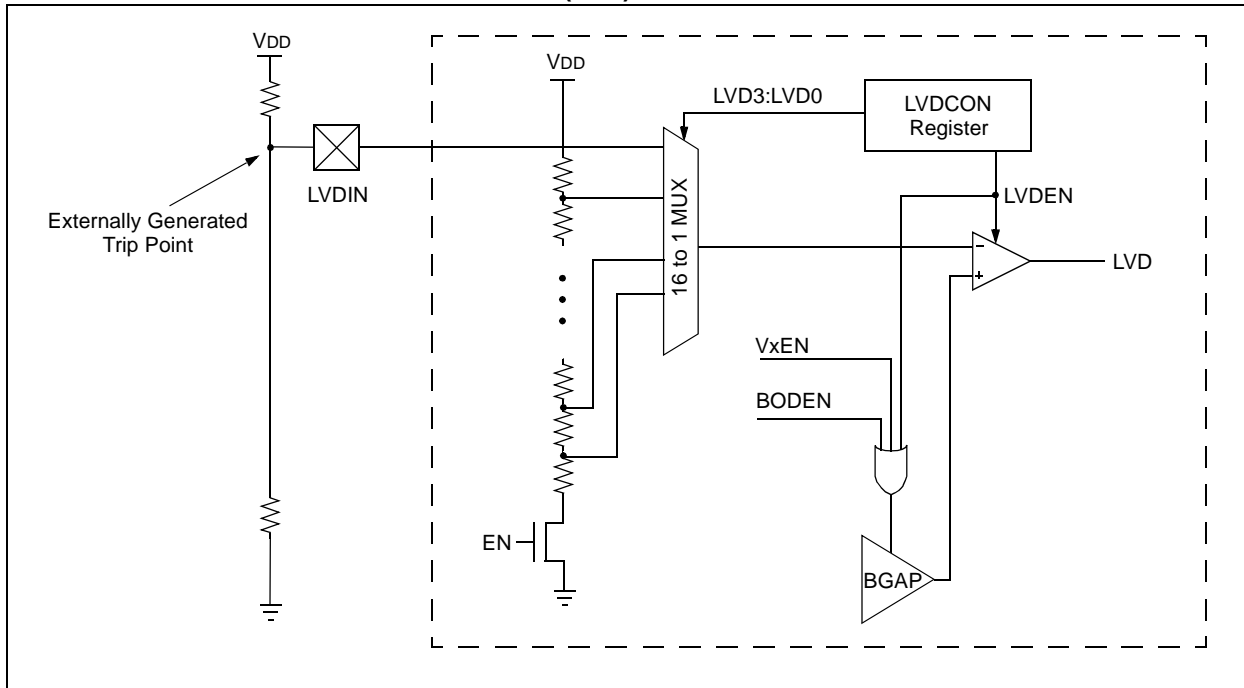 VDD
VDD
LVD3:LVD0
LVDCON
Register
LVDIN
16 to 1 MUX
LVDEN
Externally Generated
Trip Point
–
+
LVD
VxEN
BODEN
EN
BGAP